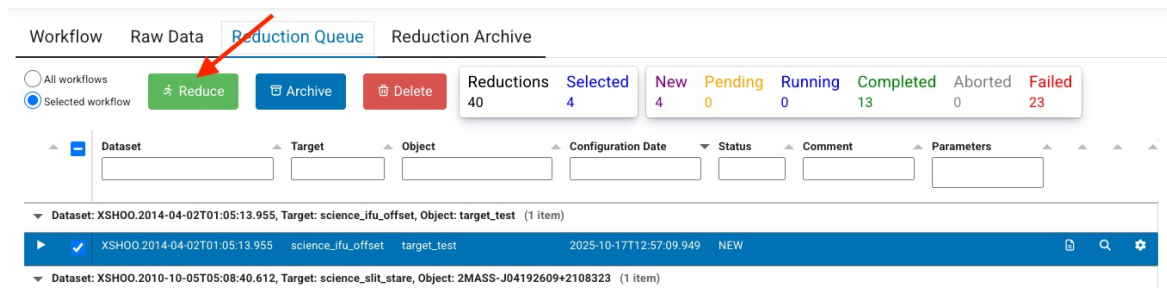 Workflow Raw Data Reduction Queue Reduction Archive
All workflows
Selected workflow
Reduce Archive Delete
Reductions Selected New Pending Running Completed Aborted Failed
40 4 4 0 0 13 0 23
Dataset Target Object Configuration Date Status Comment Parameters
Dataset: XSHOO.2014-04-02T01:05:13.955, Target: science_ifu_offset, Object: target_test (1 item)
XSHOO.2014-04-02T01:05:13.955 science_ifu_offset target_test 2025-10-17T12:57:09.949 NEW
Dataset: XSHOO.2010-10-05T05:08:40.612, Target: science_slit_stare, Object: 2MASS-J04192609+2108323 (1 item)